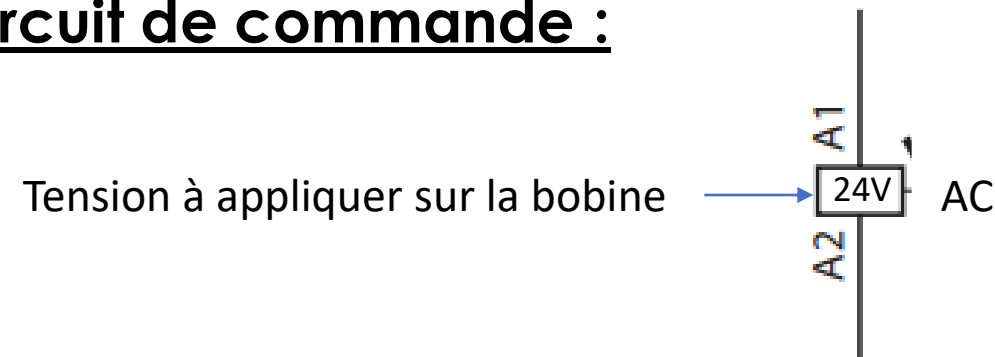 rcuit de commande :
A1
Tension à appliquer sur la bobine
24V
AC
A2